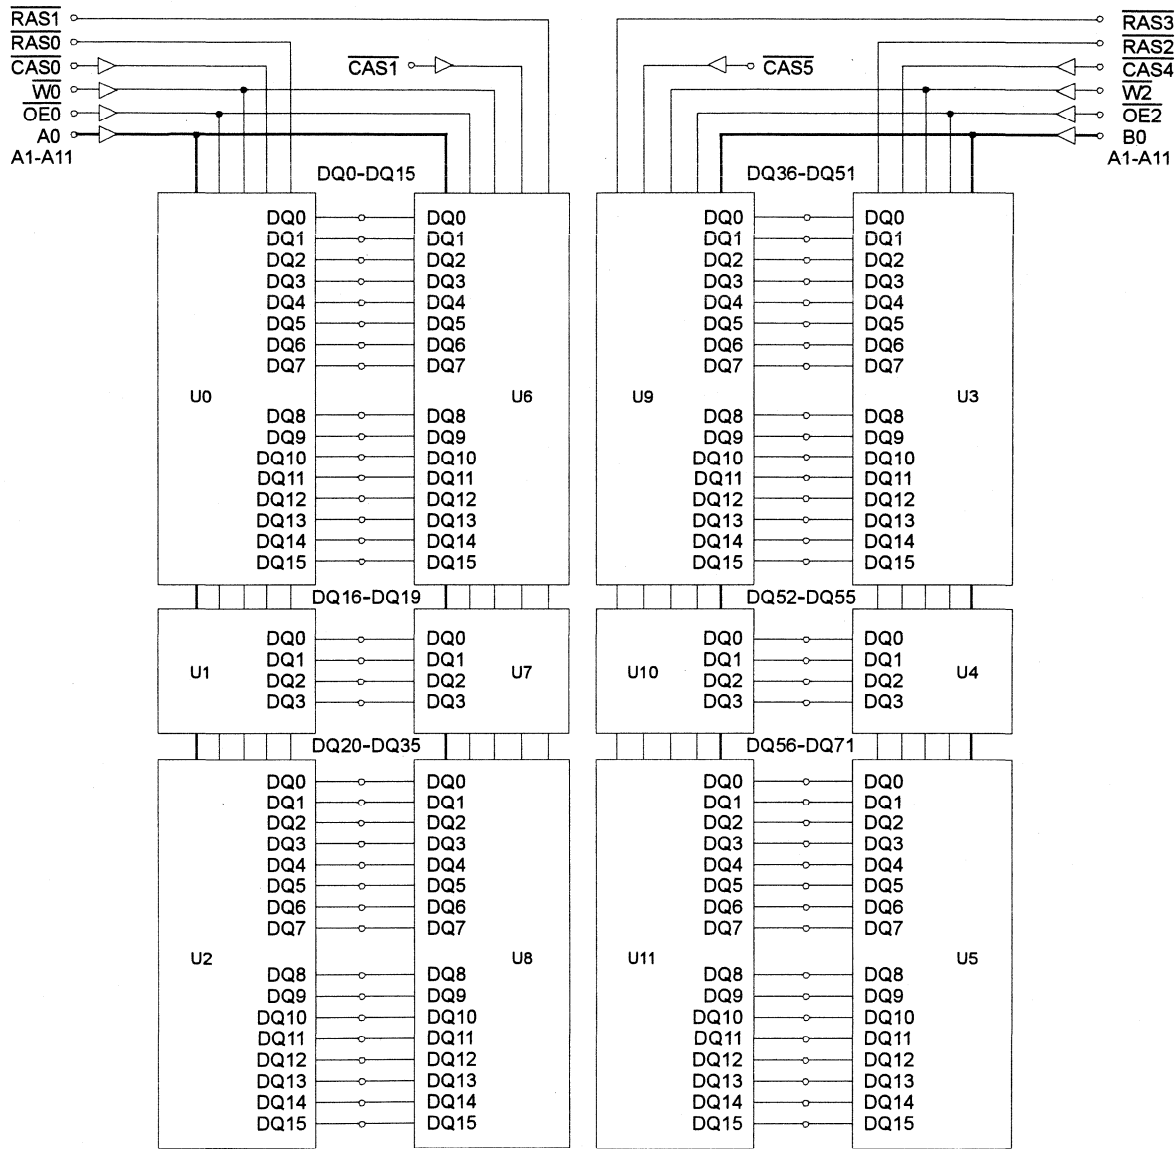 RAS1 RAS3
RAS0 RAS2
CAS0 CAS1 CAS5 CAS4
W0 W2
OE0 OE2
A0 B0
A1-A11 A1-A11
DQ0-DQ15 DQ36-DQ51
DQ0 DQ0 DQ0 DQ0
DQ1 DQ1 DQ1 DQ1
DQ2 DQ2 DQ2 DQ2
DQ3 DQ3 DQ3 DQ3
DQ4 DQ4 DQ4 DQ4
DQ5 DQ5 DQ5 DQ5
DQ6 DQ6 DQ6 DQ6
DQ7 DQ7 DQ7 DQ7
U0 U6 U9 U3
DQ8 DQ8 DQ8 DQ8
DQ9 DQ9 DQ9 DQ9
DQ10 DQ10 DQ10 DQ10
DQ11 DQ11 DQ11 DQ11
DQ12 DQ12 DQ12 DQ12
DQ13 DQ13 DQ13 DQ13
DQ14 DQ14 DQ14 DQ14
DQ15 DQ15 DQ15 DQ15
DQ16-DQ19 DQ52-DQ55
DQ0 DQ0 DQ0 DQ0
DQ1 DQ1 DQ1 DQ1
U1 U7 U10 U4
DQ2 DQ2 DQ2 DQ2
DQ3 DQ3 DQ3 DQ3
DQ20-DQ35 DQ56-DQ71
DQ0 DQ0 DQ0 DQ0
DQ1 DQ1 DQ1 DQ1
DQ2 DQ2 DQ2 DQ2
DQ3 DQ3 DQ3 DQ3
DQ4 DQ4 DQ4 DQ4
DQ5 DQ5 DQ5 DQ5
DQ6 DQ6 DQ6 DQ6
DQ7 DQ7 DQ7 DQ7
U2 U8 U11 U5
DQ8 DQ8 DQ8 DQ8
DQ9 DQ9 DQ9 DQ9
DQ10 DQ10 DQ10 DQ10
DQ11 DQ11 DQ11 DQ11
DQ12 DQ12 DQ12 DQ12
DQ13 DQ13 DQ13 DQ13
DQ14 DQ14 DQ14 DQ14
DQ15 DQ15 DQ15 DQ15